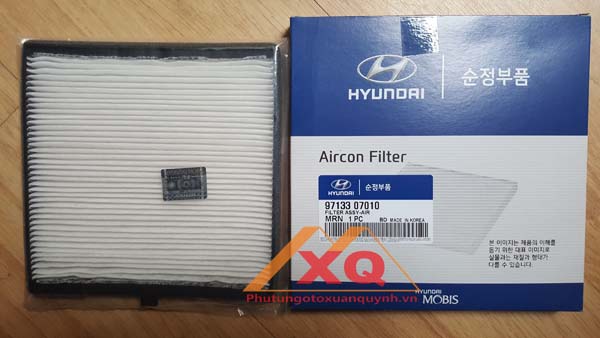 HYUNDAI
순정부품
Aircon Filter
HYUNDAI
순정부품
97133 07010
FILTER ASSY-AIR
MRN 1 PC
BO MADE IN KOREA
XQ
Phutungotoxuanquynh.vn
본 이미지는 제품의 이해를
돕기 위한 대표 이미지로
실물과는 재질과 형태가
다를 수 있습니다.
HYUNDAI
MOBIS